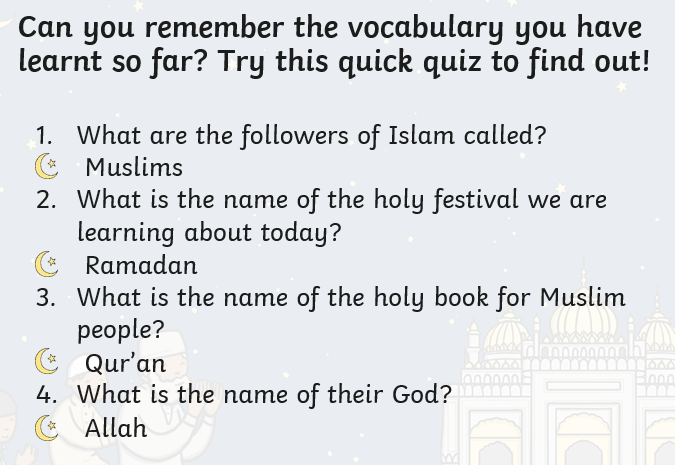 Can you remember the vocabulary you have
learnt so far? Try this quick quiz to find out!
1. What are the followers of Islam called?
Muslims
2. What is the name of the holy festival we are
learning about today?
Ramadan
3. What is the name of the holy book for Muslim
people?
Qur’an
4. What is the name of their God?
Allah